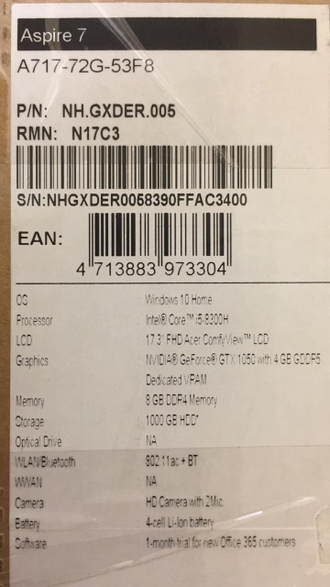 Aspire 7
A717-72G-53F8
P/N: NH.GXDER.005
RMN: N17C3
S/N:NHGXDER0058390FFAC3400
EAN:
4 713883 973304
OS Windows 10 Home
Processor Intel® Core™ i5-8300H
LCD 17.3" FHD Acer ComfyView™ LCD
Graphics NVIDIA® GeForce® GTX 1050 with 4 GB GDDR5
Dedicated VRAM
Memory 8 GB DDR4 Memory
Storage 1000 GB HDD*
Optical Drive NA
WLAN/Bluetooth 802.11ac + BT
WWAN NA
Camera HD Camera with 2Mic
Battery 4-cell Li-Ion battery
Software 1-month trial for new Office 365 customers